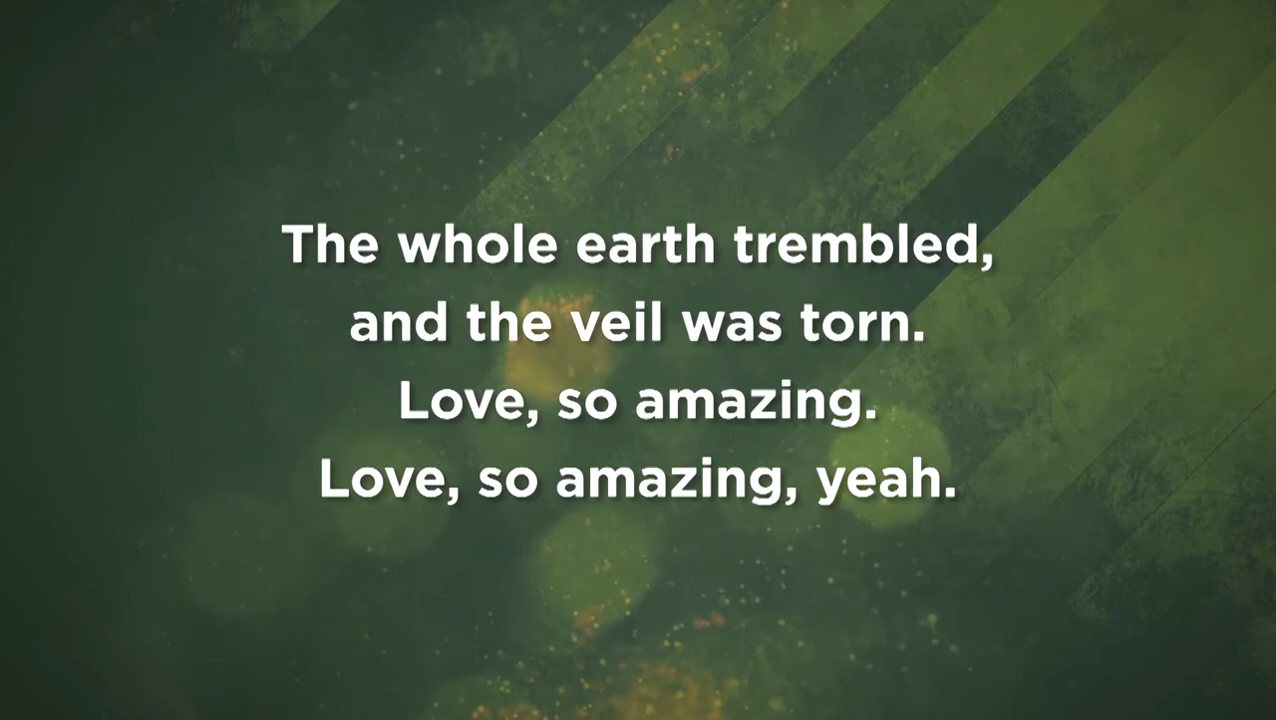 The whole earth trembled,
and the veil was torn.
Love, so amazing.
Love, so amazing, yeah.